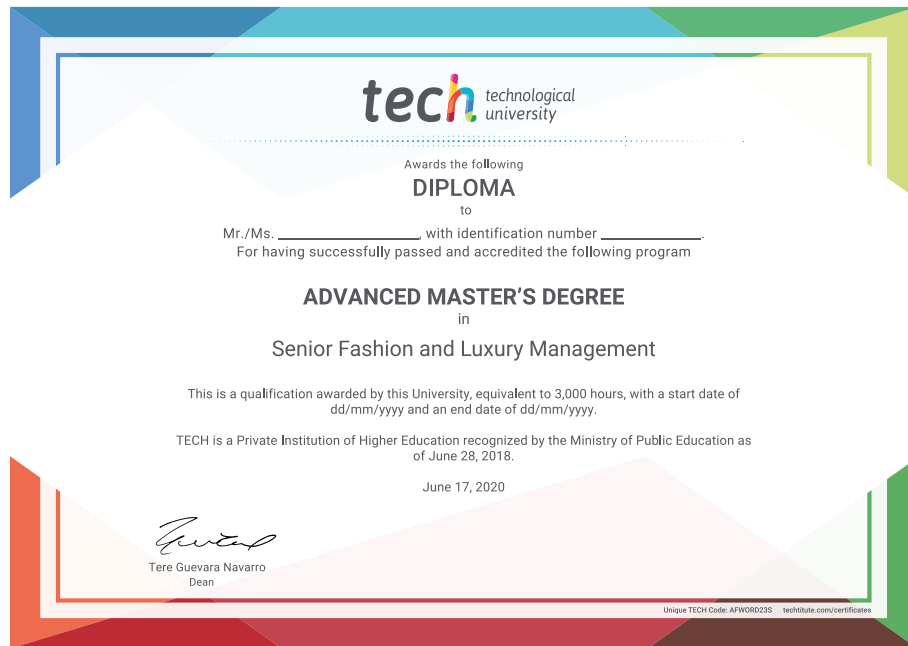 tech technological
university
Awards the following
DIPLOMA
to
Mr./Ms. ____________________, with identification number ______________.
For having successfully passed and accredited the following program
ADVANCED MASTER'S DEGREE
in
Senior Fashion and Luxury Management
This is a qualification awarded by this University, equivalent to 3,000 hours, with a start date of
dd/mm/yyyy and an end date of dd/mm/yyyy.
TECH is a Private Institution of Higher Education recognized by the Ministry of Public Education as
of June 28, 2018.
June 17, 2020
Tere Guevara Navarro
Dean
Unique TECH Code: AFWORD23S techtitute.com/certificates